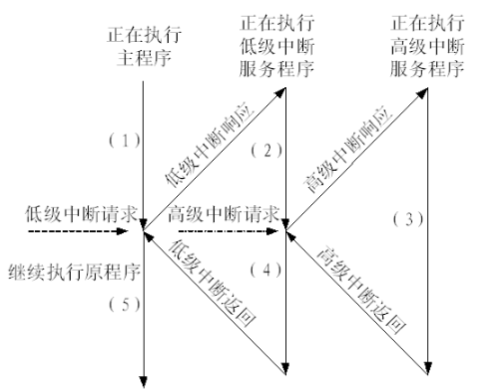 正在执行
主程序
正在执行
低级中断
服务程序
正在执行
高级中断
服务程序
(1)
低级中断响应
(2)
高级中断响应
(3)
低级中断请求
高级中断请求
继续执行原程序
(5)
低级中断返回
(4)
高级中断返回